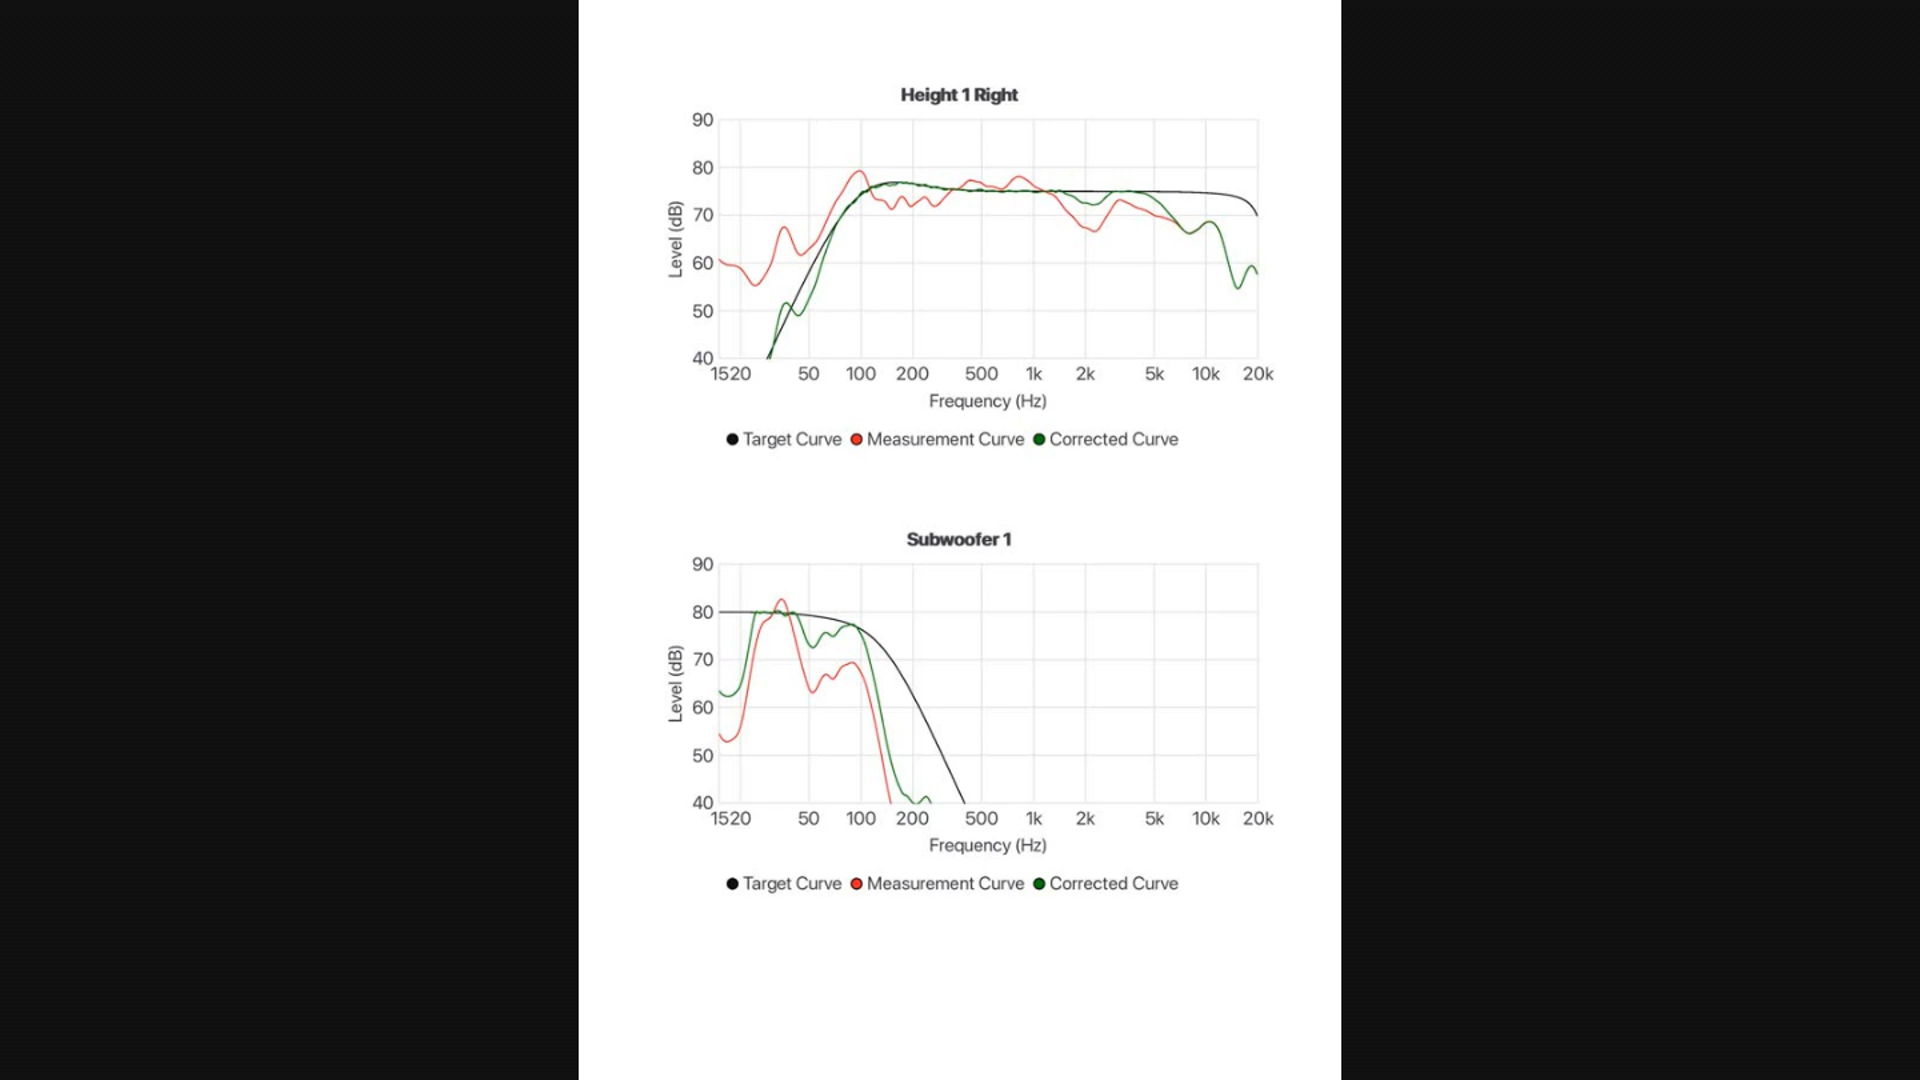 Height 1 Right
90
80
70
60
50
40
Level (dB)
1520 50 100 200 500 1k 2k 5k 10k 20k
Frequency (Hz)
Target Curve Measurement Curve Corrected Curve
Subwoofer 1
90
80
70
60
50
40
Level (dB)
1520 50 100 200 500 1k 2k 5k 10k 20k
Frequency (Hz)
Target Curve Measurement Curve Corrected Curve